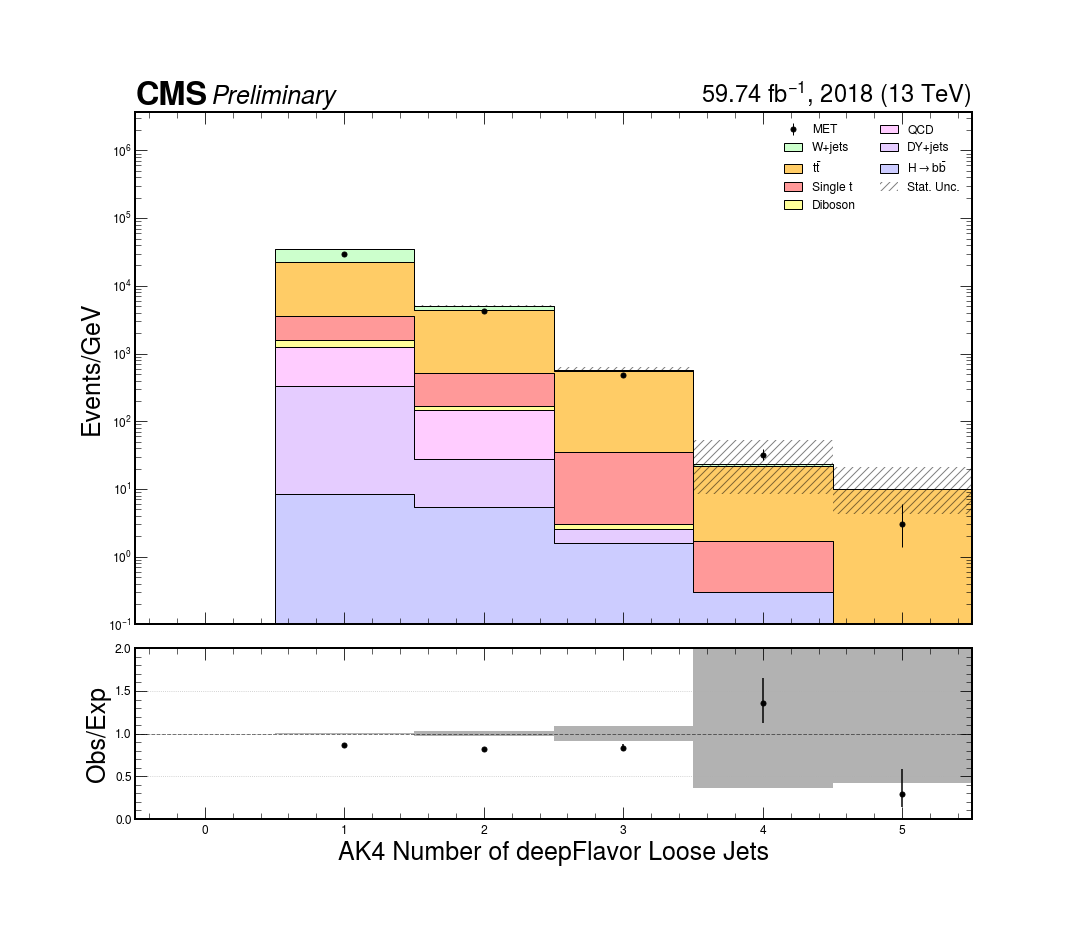 CMS Preliminary
59.74 fb⁻¹, 2018 (13 TeV)
Events/GeV
10⁶
10⁵
10⁴
10³
10²
10¹
10⁰
10⁻¹
MET
W+jets
tt̄
Single t
Diboson
QCD
DY+jets
H→bb̄
Stat. Unc.
Obs/Exp
2.0
1.5
1.0
0.5
0.0
0 1 2 3 4 5
AK4 Number of deepFlavor Loose Jets